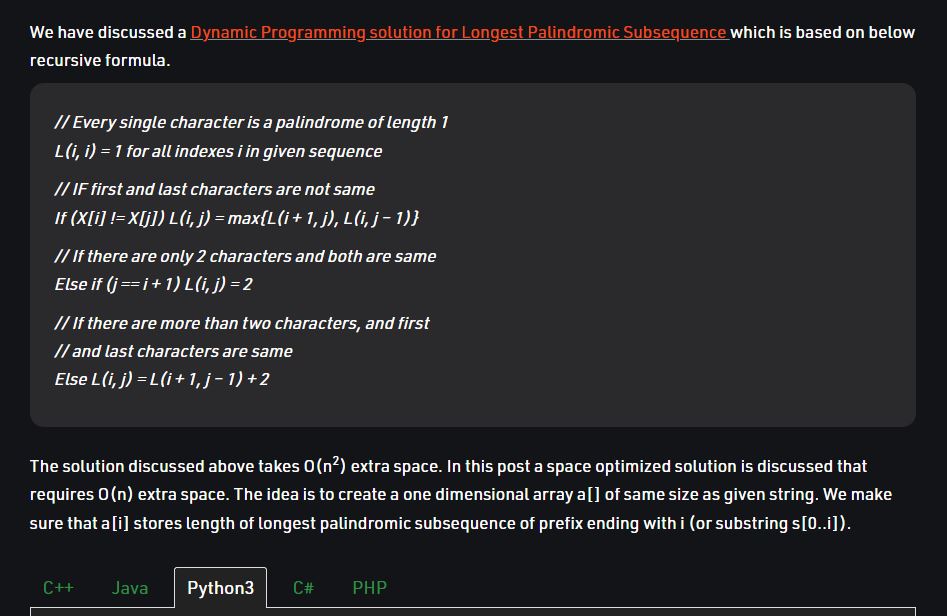 We have discussed a Dynamic Programming solution for Longest Palindromic Subsequence which is based on below
recursive formula.
// Every single character is a palindrome of length 1
L(i, i) = 1 for all indexes i in given sequence
// IF first and last characters are not same
If (X[i] != X[j]) L(i, j) = max{L(i + 1, j), L(i, j – 1)}
// If there are only 2 characters and both are same
Else if (j == i + 1) L(i, j) = 2
// If there are more than two characters, and first
// and last characters are same
Else L(i, j) = L(i + 1, j – 1) + 2
The solution discussed above takes O(n²) extra space. In this post a space optimized solution is discussed that
requires O(n) extra space. The idea is to create a one dimensional array a[] of same size as given string. We make
sure that a[i] stores length of longest palindromic subsequence of prefix ending with i (or substring s[0..i]).
C++ Java Python3 C# PHP